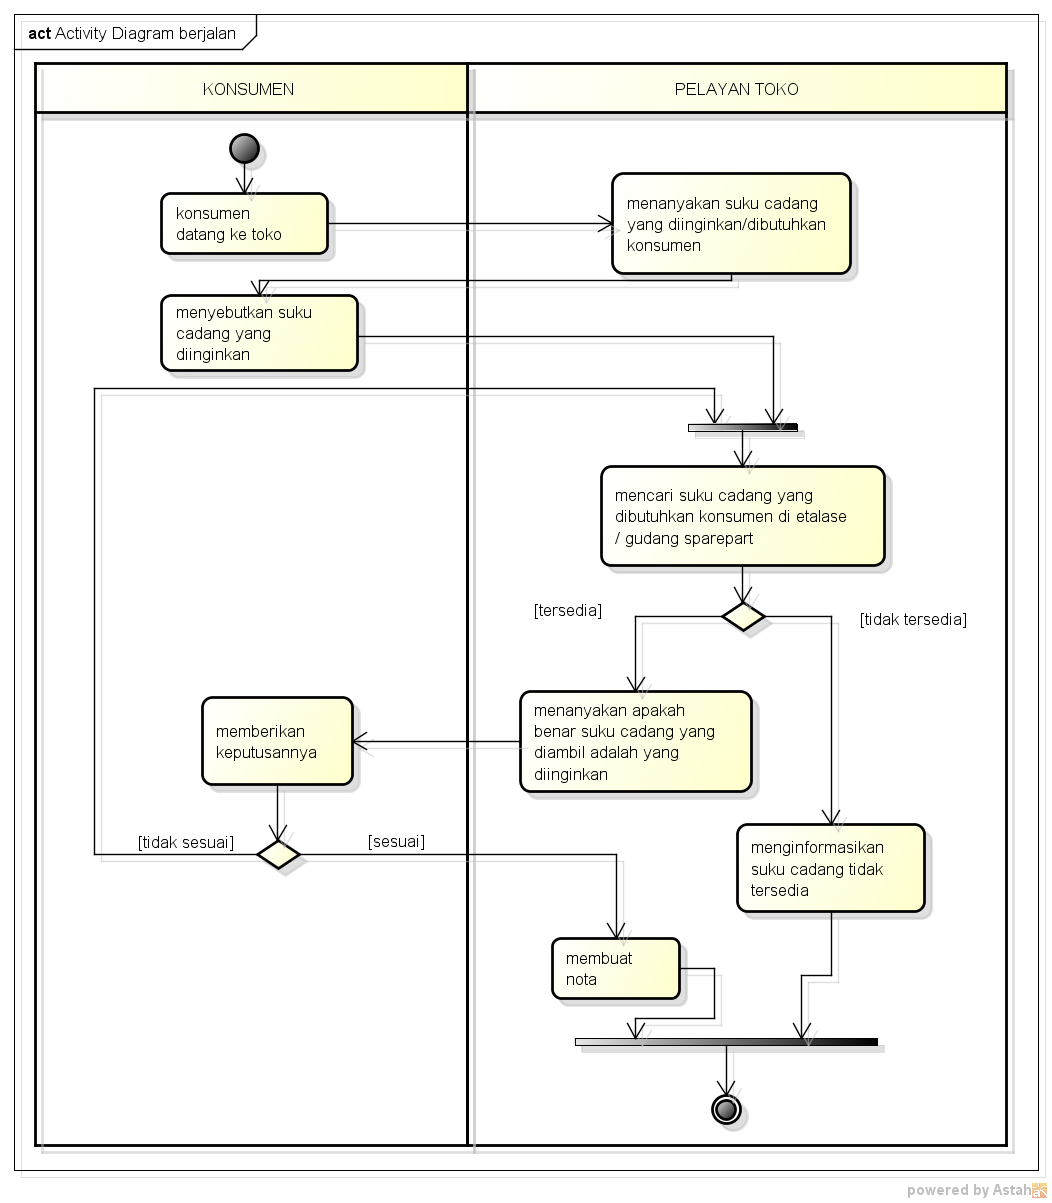 act Activity Diagram berjalan
KONSUMEN
PELAYAN TOKO
konsumen
datang ke toko
menanyakan suku cadang
yang diinginkan/dibutuhkan
konsumen
menyebutkan suku
cadang yang
diinginkan
mencari suku cadang yang
dibutuhkan konsumen di etalase
/ gudang sparepart
[tersedia]
[tidak tersedia]
menanyakan apakah
benar suku cadang yang
diambil adalah yang
diinginkan
memberikan
keputusannya
[tidak sesuai]
[sesuai]
menginformasikan
suku cadang tidak
tersedia
membuat
nota
powered by Astah